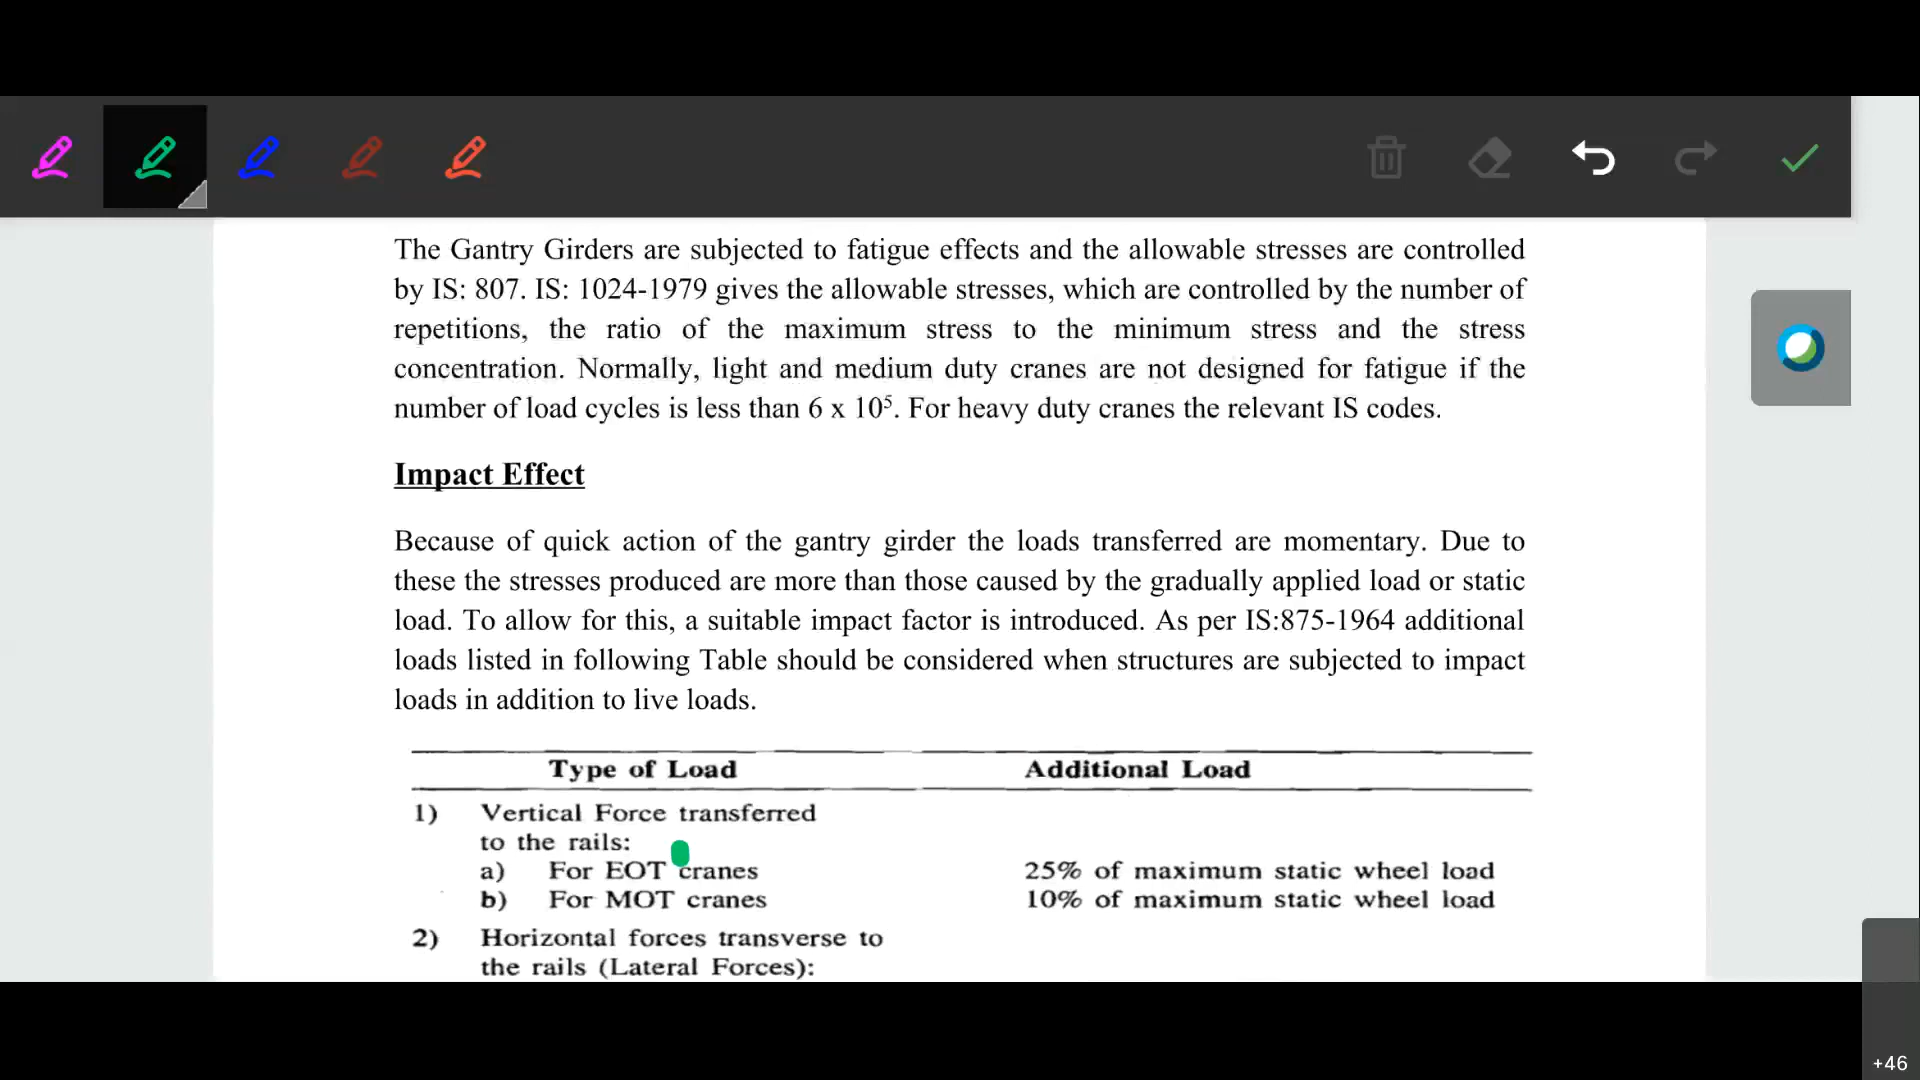 The Gantry Girders are subjected to fatigue effects and the allowable stresses are controlled
by IS: 807. IS: 1024-1979 gives the allowable stresses, which are controlled by the number of
repetitions, the ratio of the maximum stress to the minimum stress and the stress
concentration. Normally, light and medium duty cranes are not designed for fatigue if the
number of load cycles is less than 6 x 10⁵. For heavy duty cranes the relevant IS codes.
Impact Effect
Because of quick action of the gantry girder the loads transferred are momentary. Due to
these the stresses produced are more than those caused by the gradually applied load or static
load. To allow for this, a suitable impact factor is introduced. As per IS:875-1964 additional
loads listed in following Table should be considered when structures are subjected to impact
loads in addition to live loads.
Type of Load Additional Load
1) Vertical Force transferred
to the rails:
a) For EOT cranes 25% of maximum static wheel load
b) For MOT cranes 10% of maximum static wheel load
2) Horizontal forces transverse to
the rails (Lateral Forces):
+46